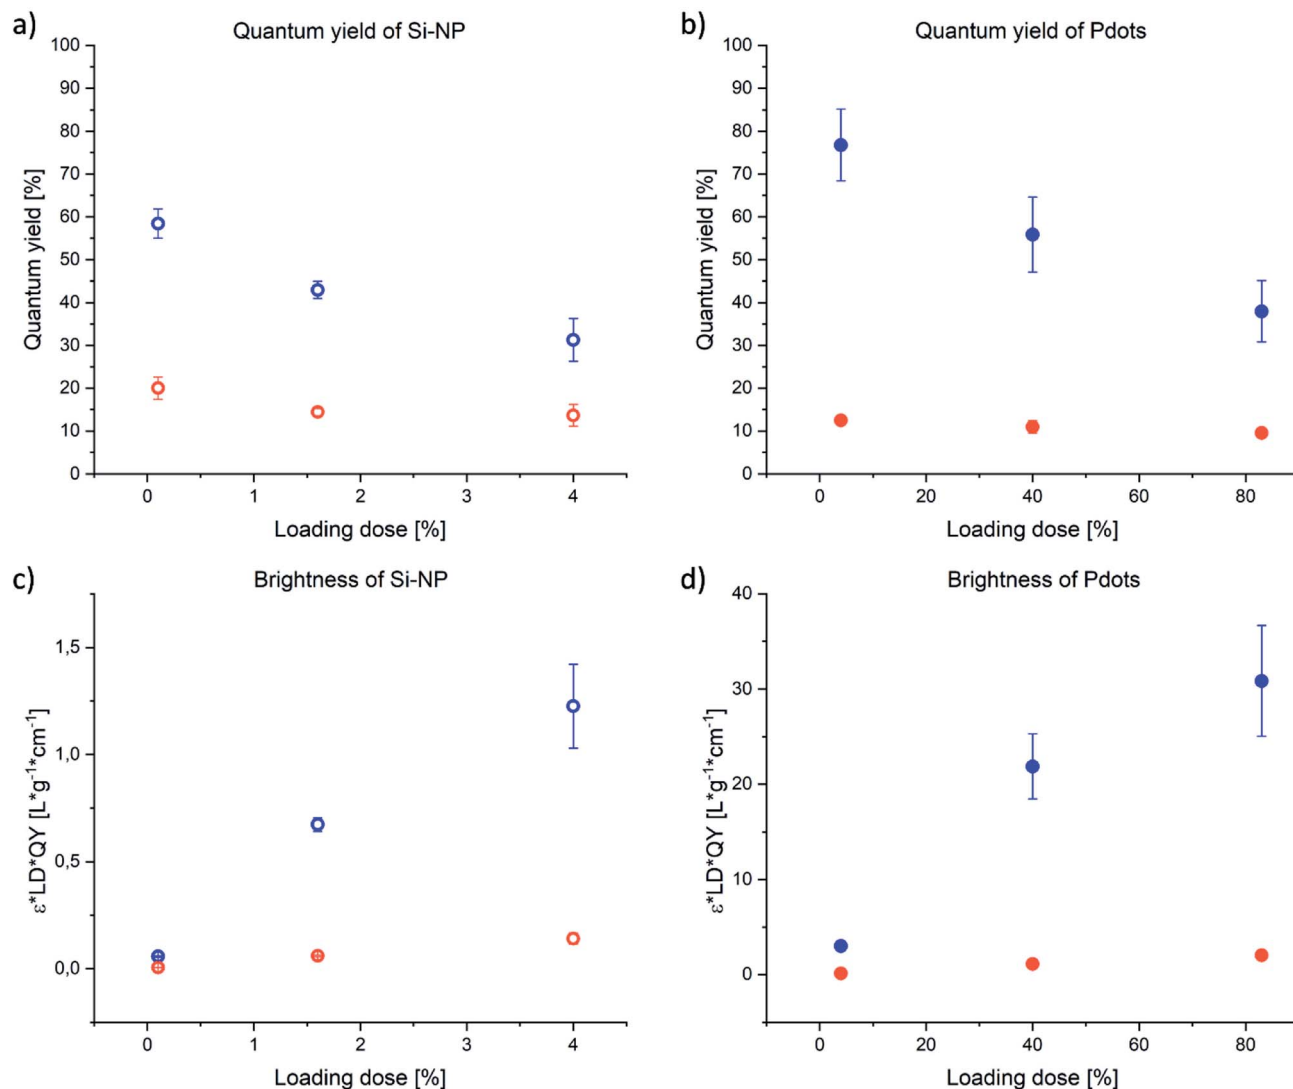 a)
Quantum yield of Si-NP
100
90
80
70
60
50
40
30
20
10
0
Quantum yield [%]
0 1 2 3 4
Loading dose [%]
b)
Quantum yield of Pdots
100
90
80
70
60
50
40
30
20
10
0
Quantum yield [%]
0 20 40 60 80
Loading dose [%]
c)
Brightness of Si-NP
1,5
1,0
0,5
0,0
ε*LD*QY [L*g⁻¹*cm⁻¹]
0 1 2 3 4
Loading dose [%]
d)
Brightness of Pdots
40
30
20
10
0
ε*LD*QY [L*g⁻¹*cm⁻¹]
0 20 40 60 80
Loading dose [%]